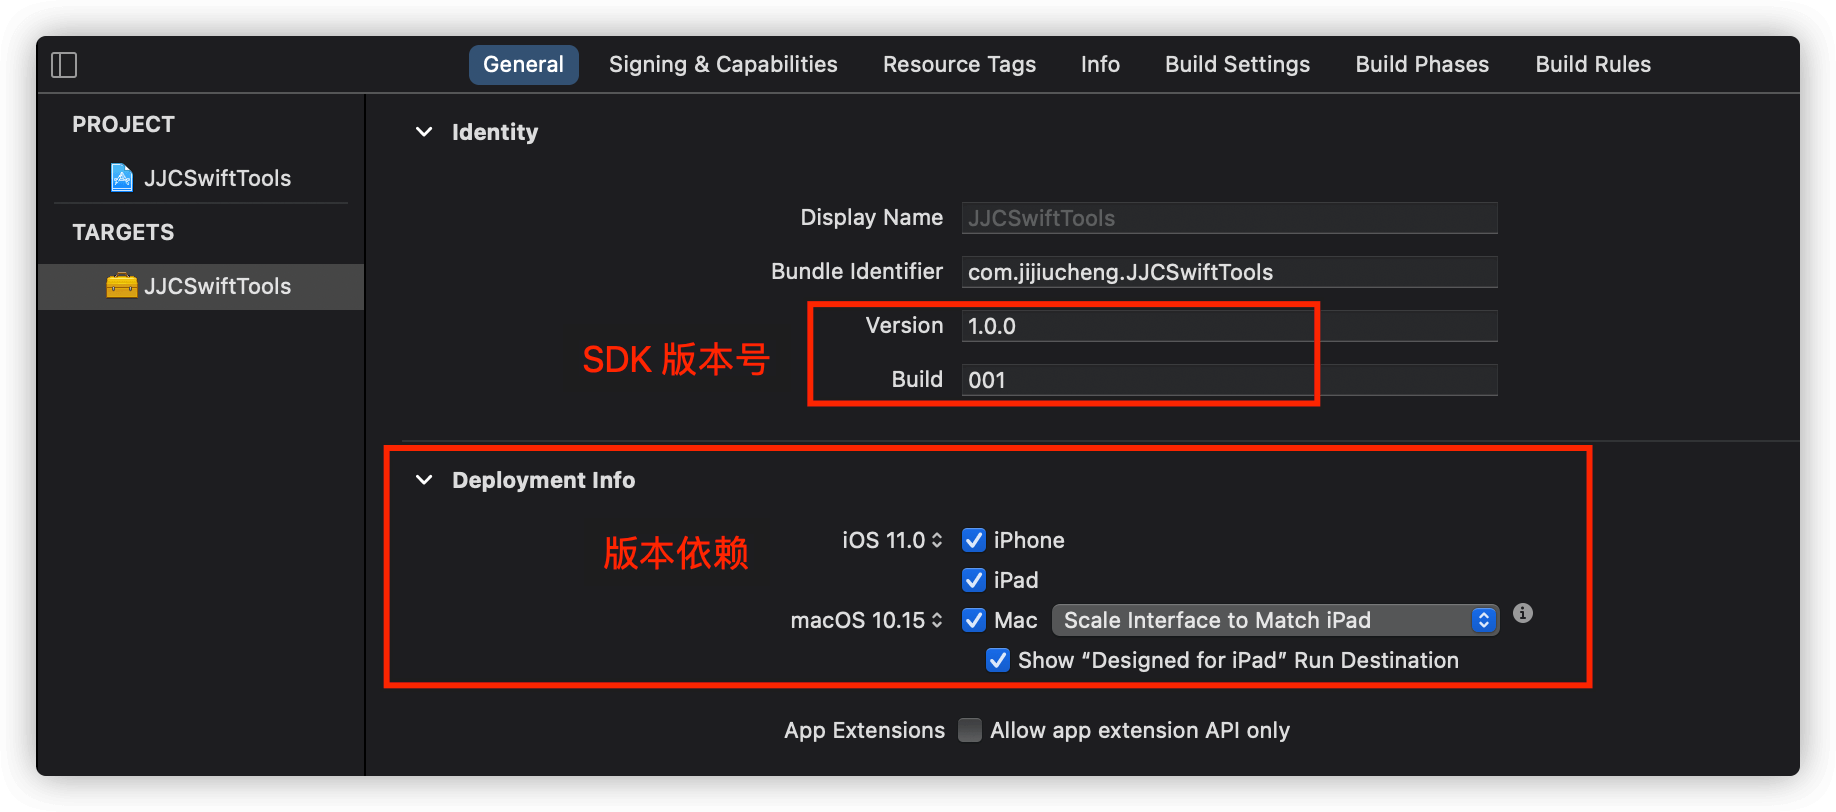 General Signing & Capabilities Resource Tags Info Build Settings Build Phases Build Rules
PROJECT
JJCSwiftTools
TARGETS
JJCSwiftTools
Identity
Display Name JJCSwiftTools
Bundle Identifier com.jijiucheng.JJCSwiftTools
SDK 版本号
Version 1.0.0
Build 001
Deployment Info
版本依赖
iOS 11.0 iPhone
iPad
macOS 10.15 Mac Scale Interface to Match iPad
Show “Designed for iPad” Run Destination
App Extensions Allow app extension API only